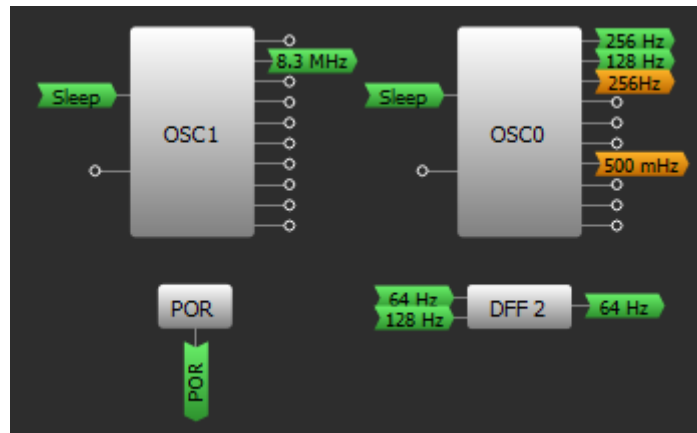 256 Hz
8.3 MHz
128 Hz
256Hz
Sleep
Sleep
OSC1
OSC0
500 mHz
64 Hz
POR
DFF 2
64 Hz
128 Hz
POR